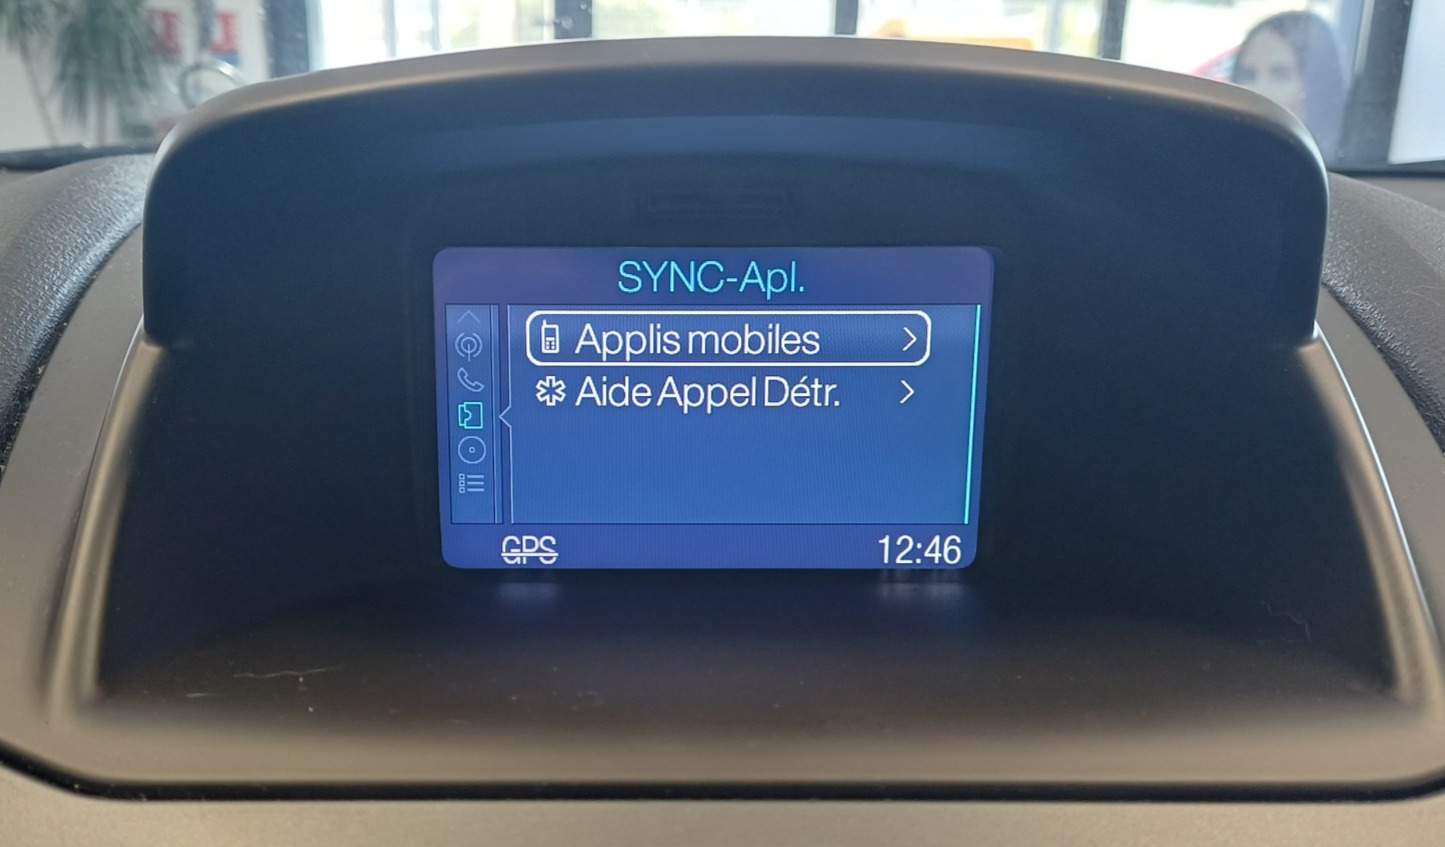 SYNC-Apl.
Applis mobiles
Aide Appel Détr.
GPS
12:46